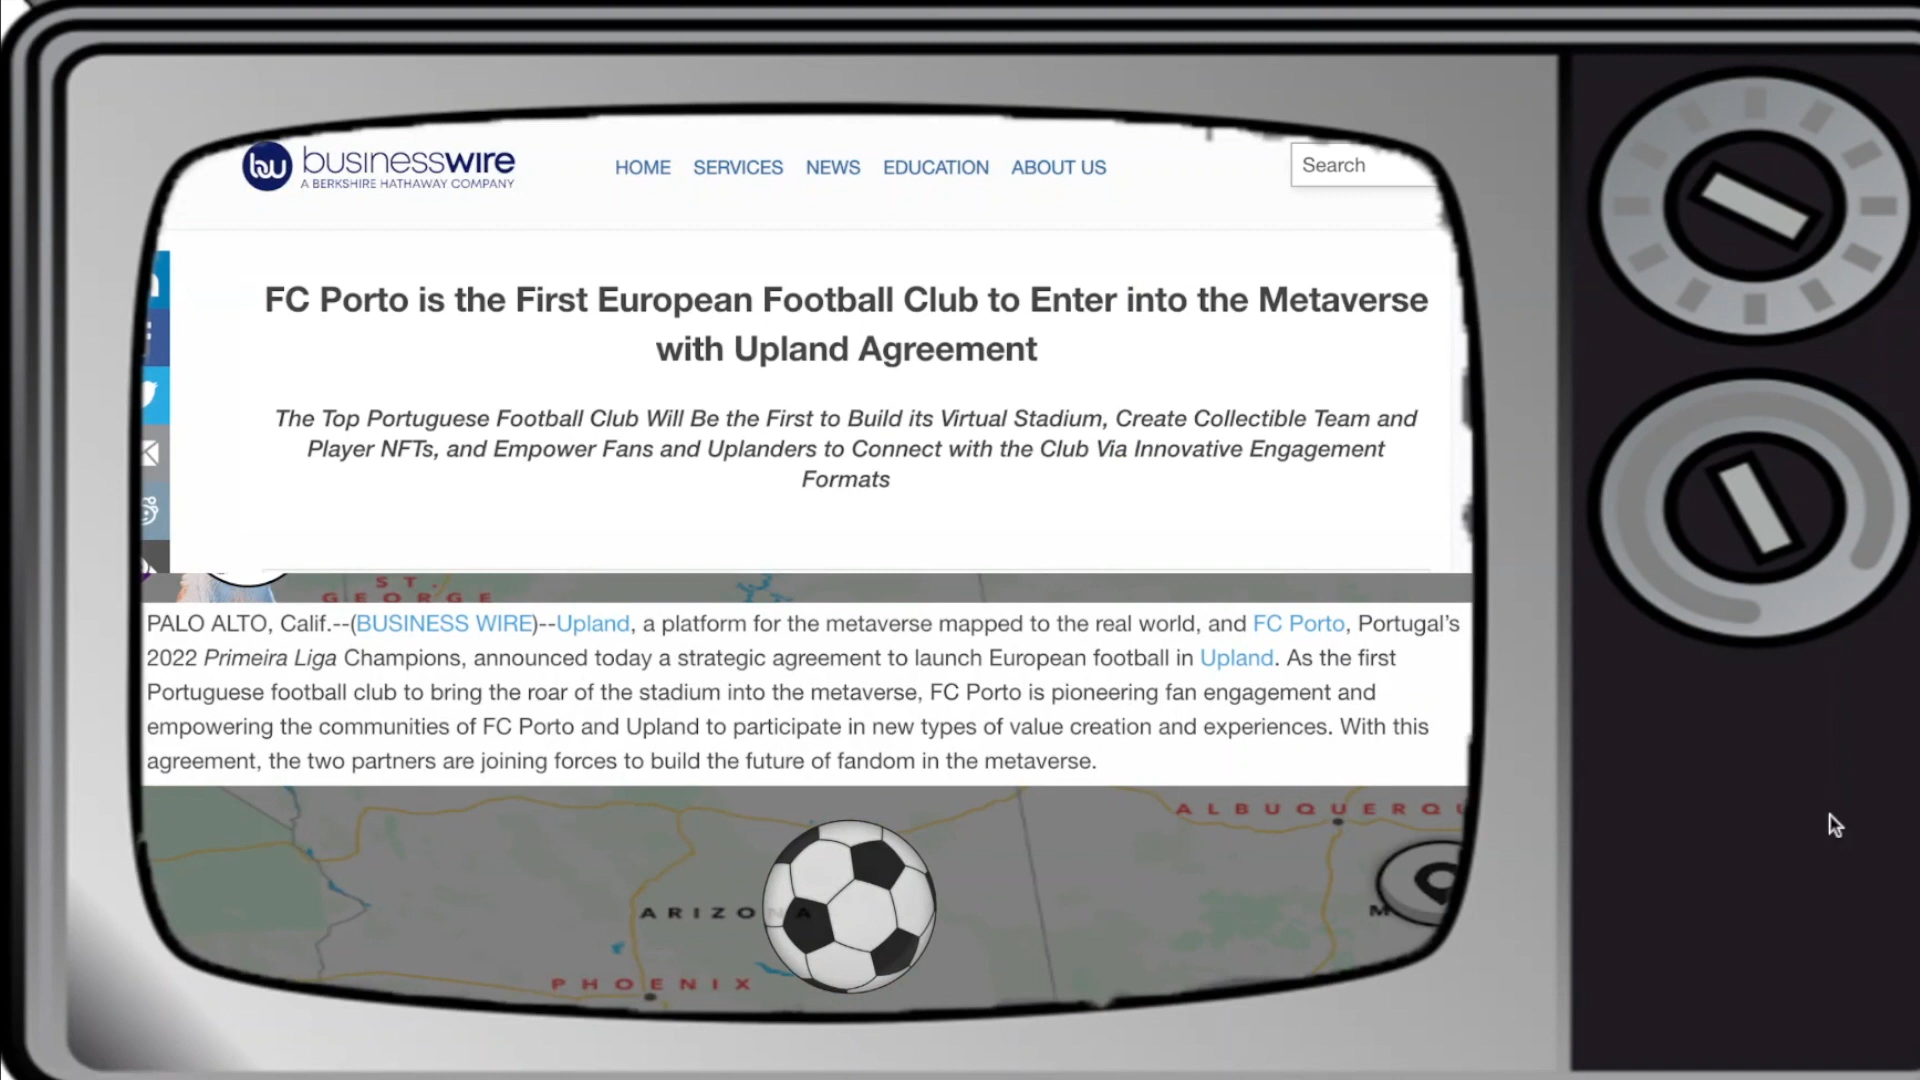 businesswire
A BERKSHIRE HATHAWAY COMPANY
HOME SERVICES NEWS EDUCATION ABOUT US
Search
FC Porto is the First European Football Club to Enter into the Metaverse
with Upland Agreement
The Top Portuguese Football Club Will Be the First to Build its Virtual Stadium, Create Collectible Team and
Player NFTs, and Empower Fans and Uplanders to Connect with the Club Via Innovative Engagement
Formats
ST.
GEORGE
PALO ALTO, Calif.--(BUSINESS WIRE)--Upland, a platform for the metaverse mapped to the real world, and FC Porto, Portugal's
2022 Primeira Liga Champions, announced today a strategic agreement to launch European football in Upland. As the first
Portuguese football club to bring the roar of the stadium into the metaverse, FC Porto is pioneering fan engagement and
empowering the communities of FC Porto and Upland to participate in new types of value creation and experiences. With this
agreement, the two partners are joining forces to build the future of fandom in the metaverse.
ALBUQUERQU
ARIZONA
PHOENIX